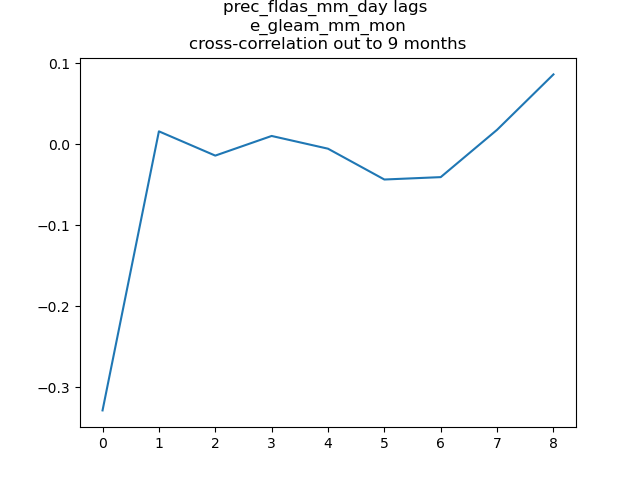 prec_fldas_mm_day lags
e_gleam_mm_mon
cross-correlation out to 9 months
0.1
0.0
−0.1
−0.2
−0.3
0 1 2 3 4 5 6 7 8